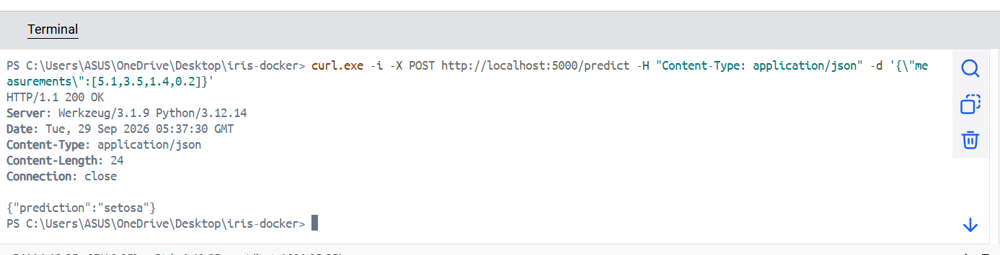 Terminal
PS C:\Users\ASUS\OneDrive\Desktop\iris-docker> curl.exe -i -X POST http://localhost:5000/predict -H "Content-Type: application/json" -d '{\"me
asurements\":[5.1,3.5,1.4,0.2]}'
HTTP/1.1 200 OK
Server: Werkzeug/3.1.9 Python/3.12.14
Date: Tue, 29 Sep 2026 05:37:30 GMT
Content-Type: application/json
Content-Length: 24
Connection: close
{"prediction":"setosa"}
PS C:\Users\ASUS\OneDrive\Desktop\iris-docker>